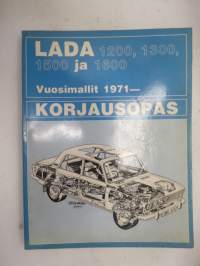 LADA 1200, 1300,
1500 ja 1600
Vuosimallit 1971—
KORJAUSOPAS